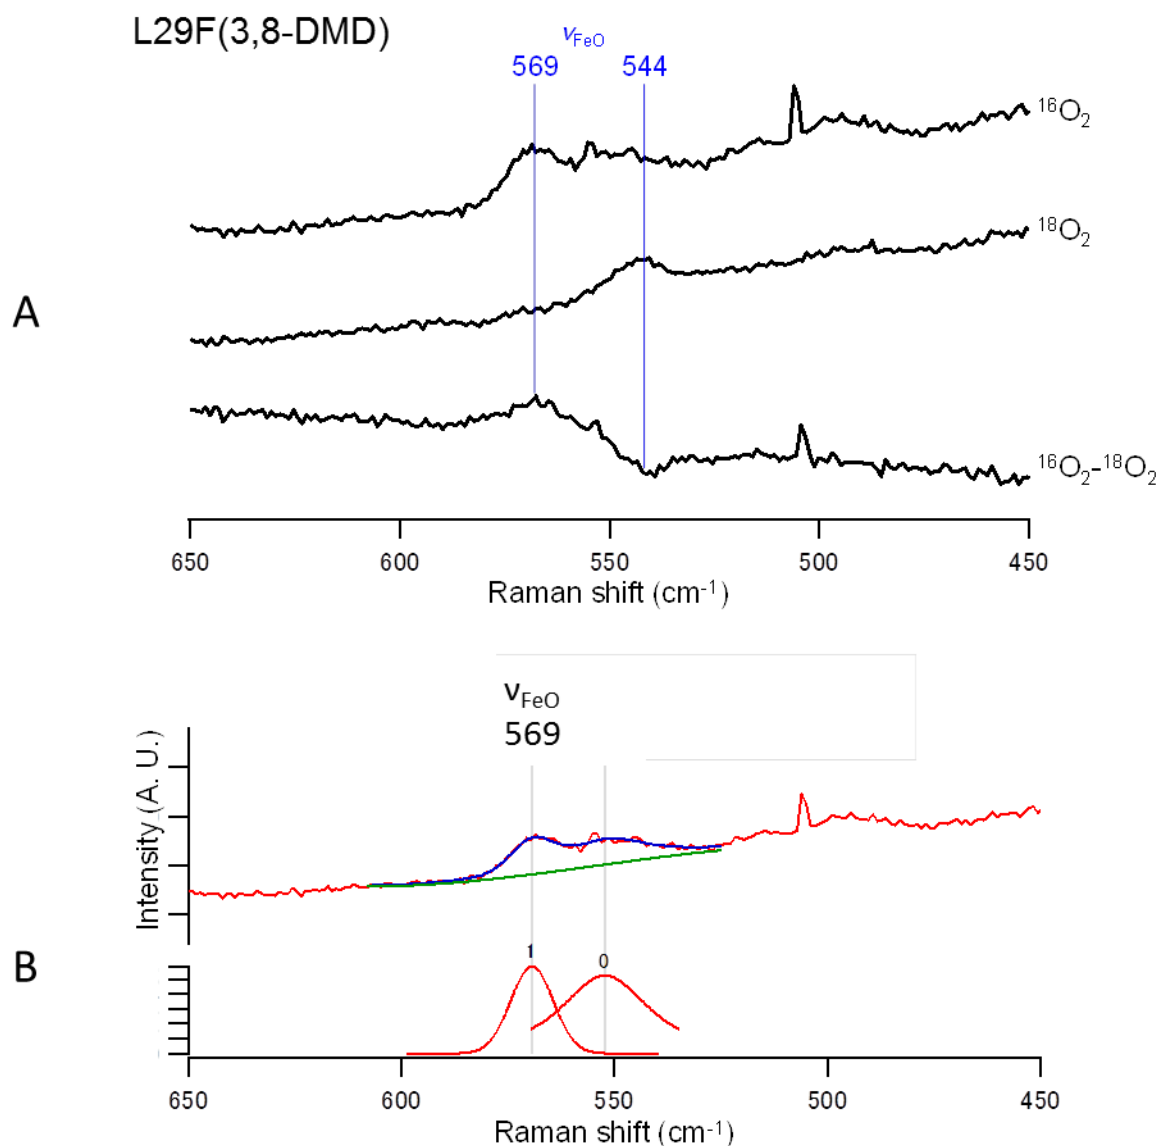 L29F(3,8-DMD)
νFeO
569 544
16O2
18O2
A
16O2-18O2
650 600 550 500 450
Raman shift (cm-1)
νFeO
569
Intensity (A. U.)
B
1 0
650 600 550 500 450
Raman shift (cm-1)